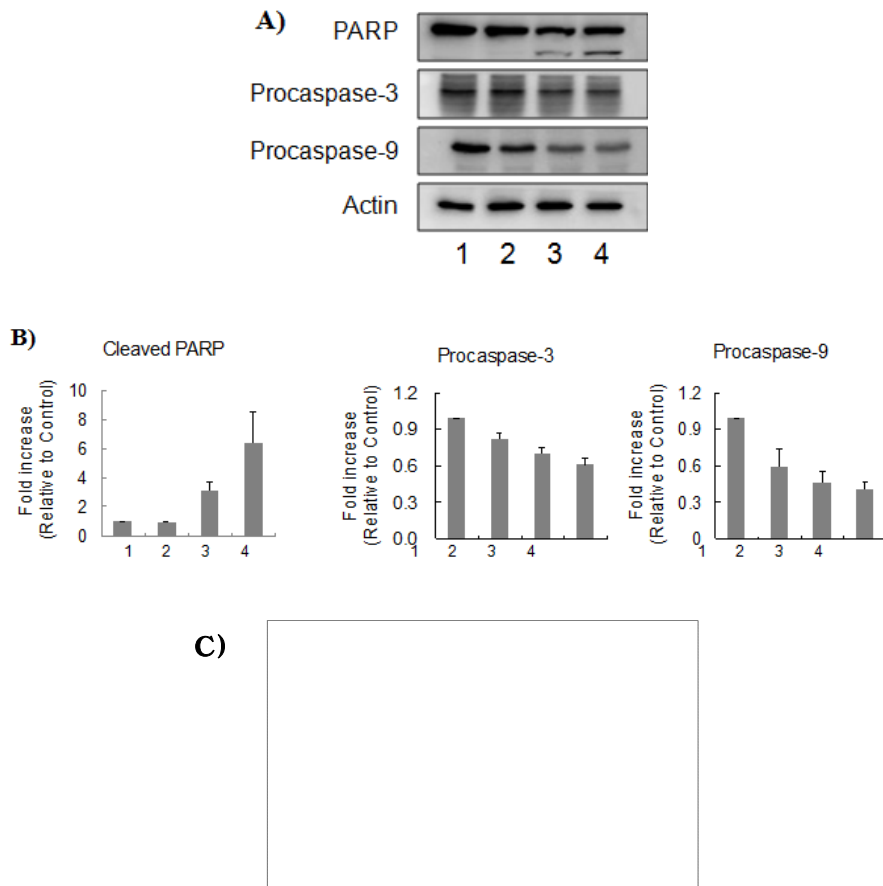 A)
PARP
Procaspase-3
Procaspase-9
Actin
1 2 3 4
B)
Cleaved PARP
Fold increase
(Relative to Control)
10
8
6
4
2
0
1 2 3 4
Procaspase-3
Fold increase
(Relative to Control)
1.2
0.9
0.6
0.3
0.0
1 2 3 4
Procaspase-9
Fold increase
(Relative to Control)
1.2
0.9
0.6
0.3
0
1 2 3 4
C)